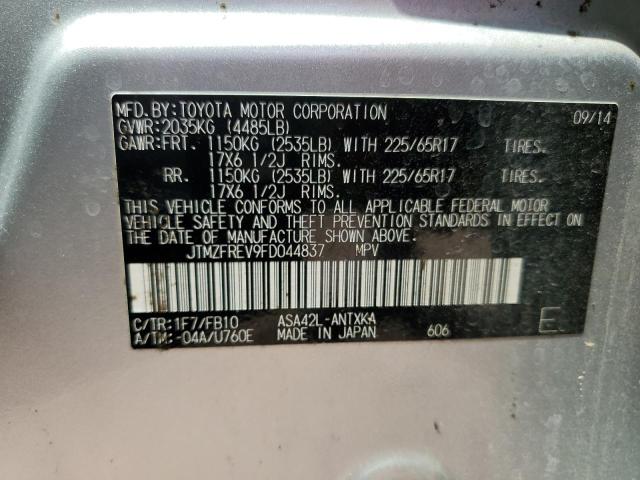 MFD.BY:TOYOTA MOTOR CORPORATION 09/14
GVWR:2035KG (4485LB)
GAWR:FRT. 1150KG (2535LB) WITH 225/65R17 TIRES.
17X6 1/2J RIMS.
RR. 1150KG (2535LB) WITH 225/65R17 TIRES.
17X6 1/2J RIMS.
THIS VEHICLE CONFORMS TO ALL APPLICABLE FEDERAL MOTOR
VEHICLE SAFETY AND THEFT PREVENTION STANDARDS IN EFFECT ON
THE DATE OF MANUFACTURE SHOWN ABOVE.
JTMZFREV9FD044837 MPV
C/TR:1F7/FB10 ASA42L-ANTXKA E
A/TM:-04A/U760E MADE IN JAPAN 606